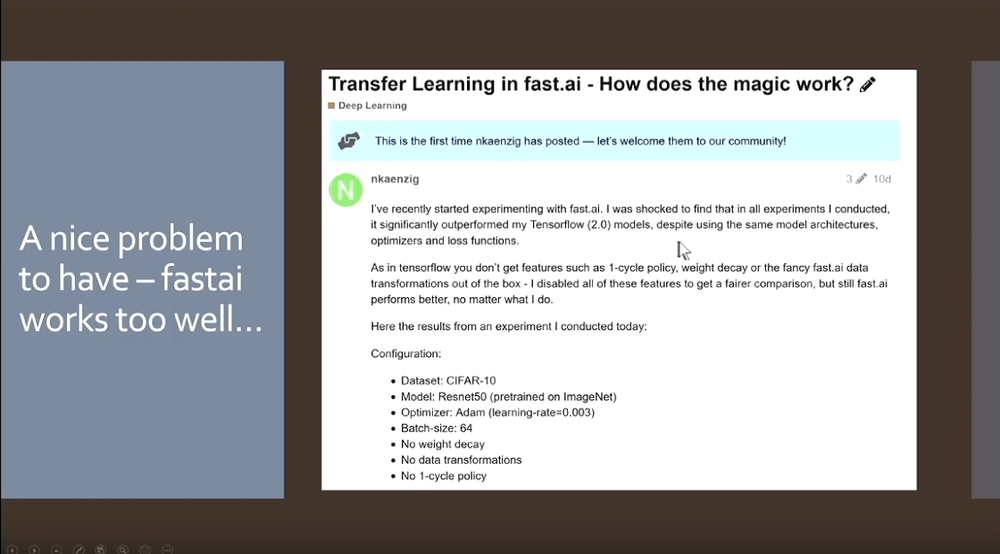 A nice problem
to have – fastai
works too well...
Transfer Learning in fast.ai - How does the magic work?
Deep Learning
This is the first time nkaenzig has posted — let's welcome them to our community!
N
nkaenzig
3
10d
I've recently started experimenting with fast.ai. I was shocked to find that in all experiments I conducted,
it significantly outperformed my Tensorflow (2.0) models, despite using the same model architectures,
optimizers and loss functions.
As in tensorflow you don't get features such as 1-cycle policy, weight decay or the fancy fast.ai data
transformations out of the box - I disabled all of these features to get a fairer comparison, but still fast.ai
performs better, no matter what I do.
Here the results from an experiment I conducted today:
Configuration:
• Dataset: CIFAR-10
• Model: Resnet50 (pretrained on ImageNet)
• Optimizer: Adam (learning-rate=0.003)
• Batch-size: 64
• No weight decay
• No data transformations
• No 1-cycle policy